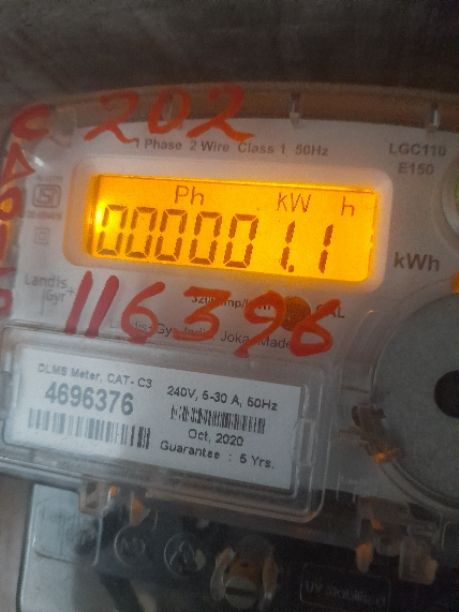 202
1 Phase 2 Wire Class 1 50Hz
LGC110
E150
Ph kW h
000001.1
kWh
Landis
Gyr+
116396
DLMS Meter, CAT- C3
4696376
240V, 5-30 A, 50Hz
Oct, 2020
Guarantee : 5 Yrs.